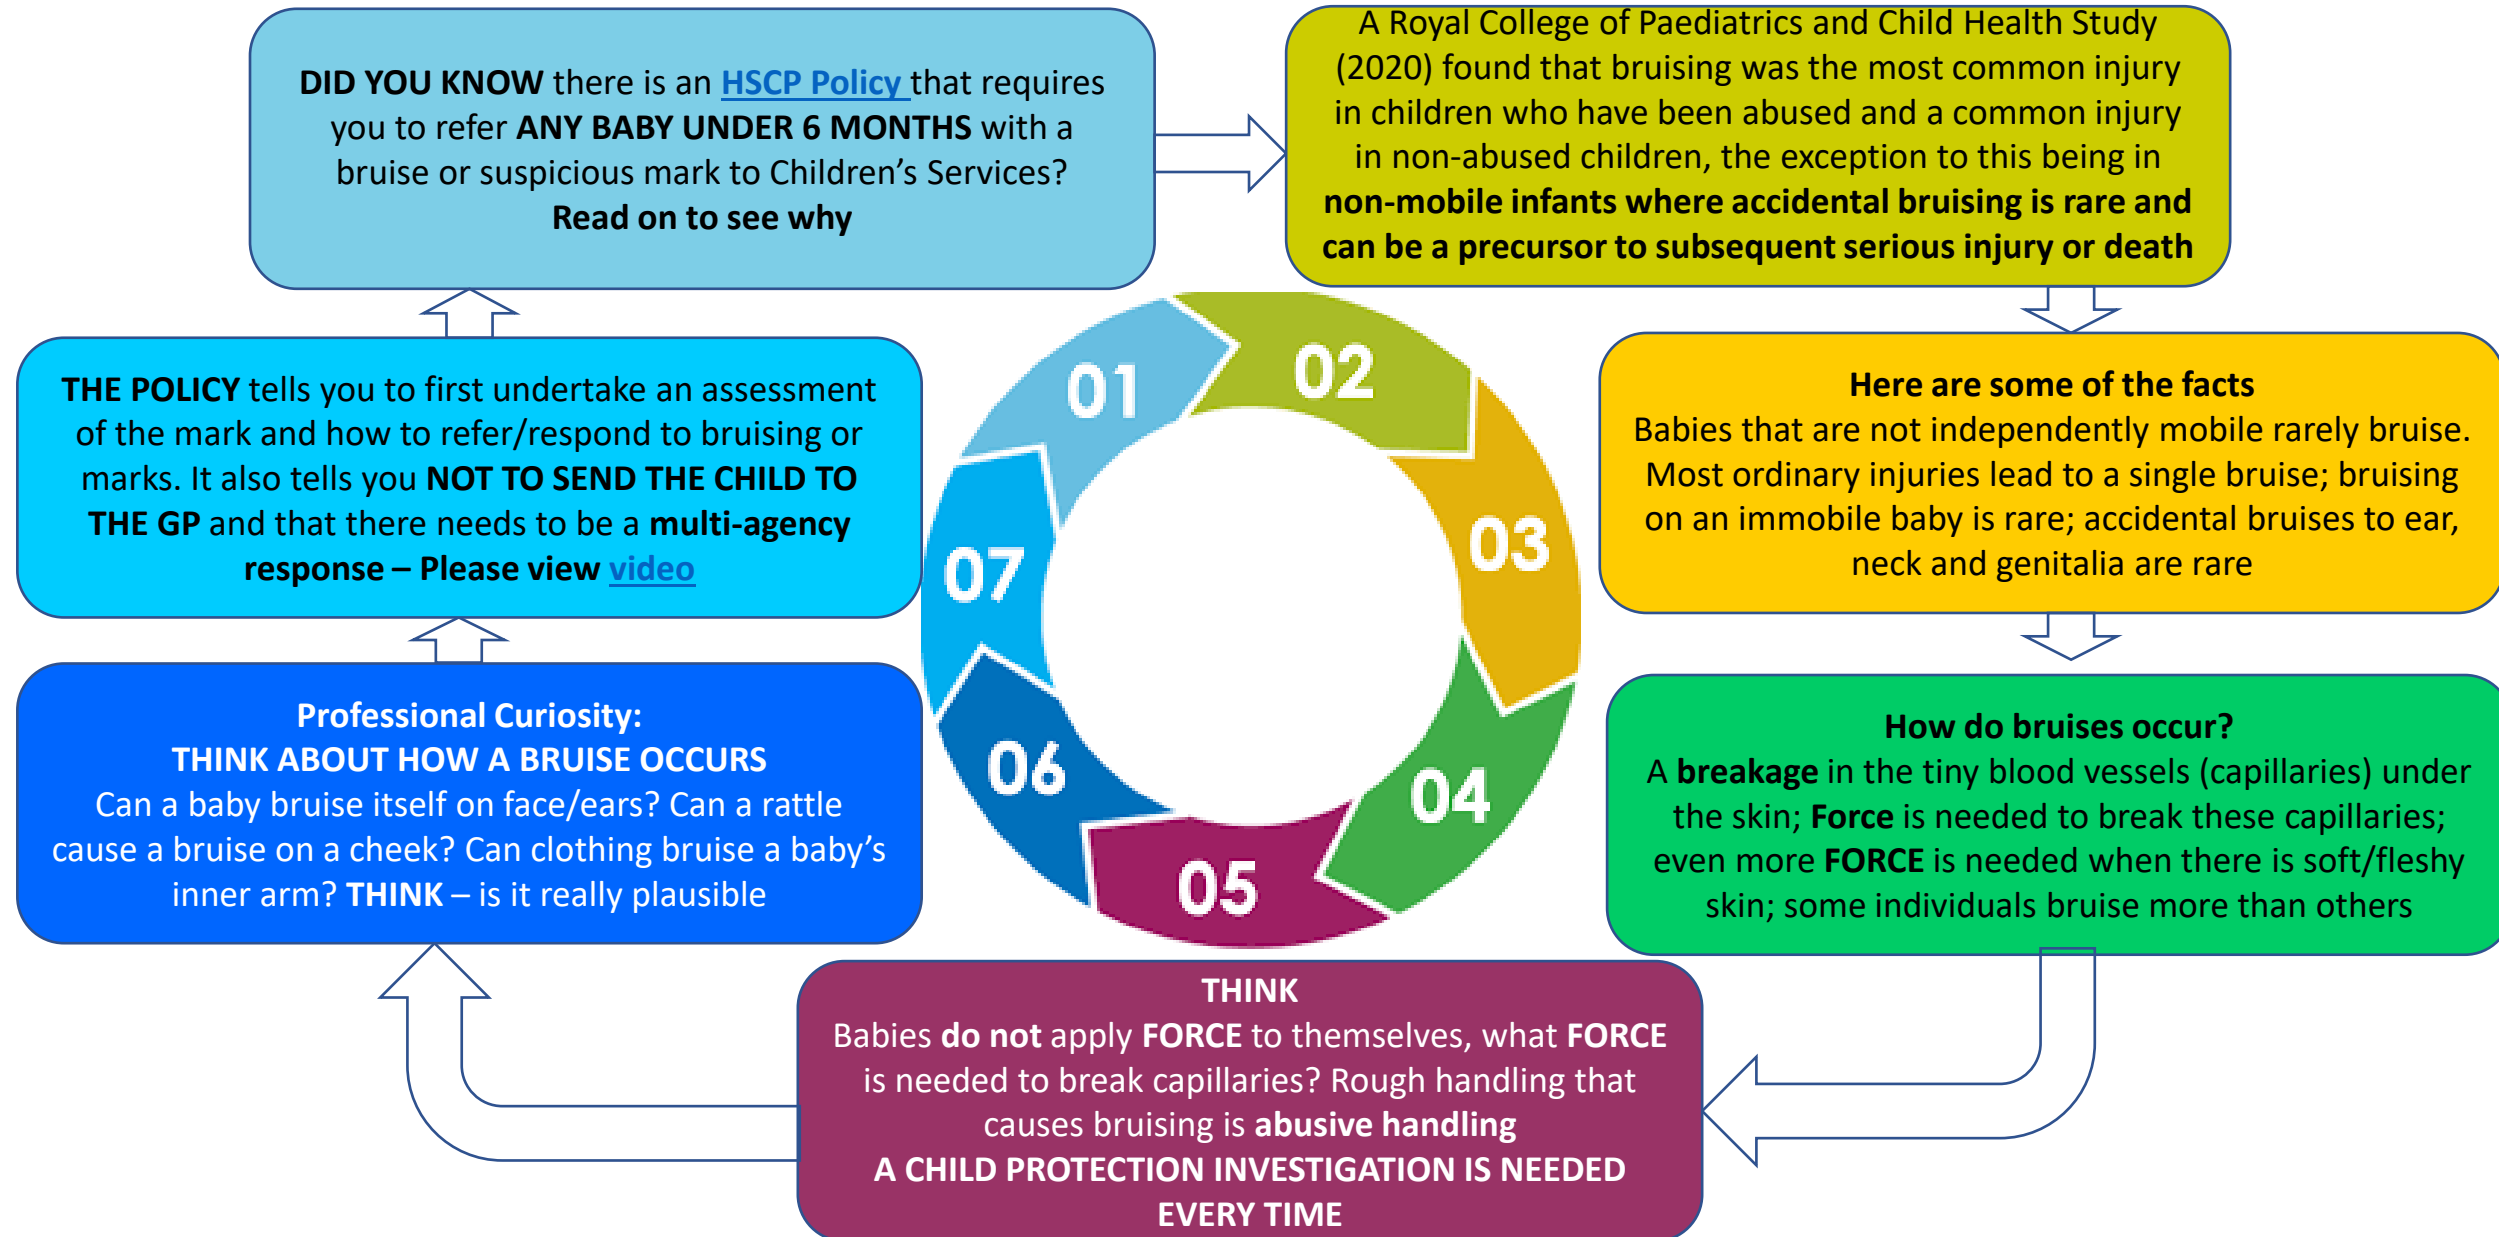 DID YOU KNOW there is an HSCP Policy that requires
you to refer ANY BABY UNDER 6 MONTHS with a
bruise or suspicious mark to Children’s Services?
Read on to see why
A Royal College of Paediatrics and Child Health Study
(2020) found that bruising was the most common injury
in children who have been abused and a common injury
in non-abused children, the exception to this being in
non-mobile infants where accidental bruising is rare and
can be a precursor to subsequent serious injury or death
Here are some of the facts
Babies that are not independently mobile rarely bruise.
Most ordinary injuries lead to a single bruise; bruising
on an immobile baby is rare; accidental bruises to ear,
neck and genitalia are rare
How do bruises occur?
A breakage in the tiny blood vessels (capillaries) under
the skin; Force is needed to break these capillaries;
even more FORCE is needed when there is soft/fleshy
skin; some individuals bruise more than others
THINK
Babies do not apply FORCE to themselves, what FORCE
is needed to break capillaries? Rough handling that
causes bruising is abusive handling
A CHILD PROTECTION INVESTIGATION IS NEEDED
EVERY TIME
Professional Curiosity:
THINK ABOUT HOW A BRUISE OCCURS
Can a baby bruise itself on face/ears? Can a rattle
cause a bruise on a cheek? Can clothing bruise a baby’s
inner arm? THINK – is it really plausible
THE POLICY tells you to first undertake an assessment
of the mark and how to refer/respond to bruising or
marks. It also tells you NOT TO SEND THE CHILD TO
THE GP and that there needs to be a multi-agency
response – Please view video
01
02
03
04
05
06
07